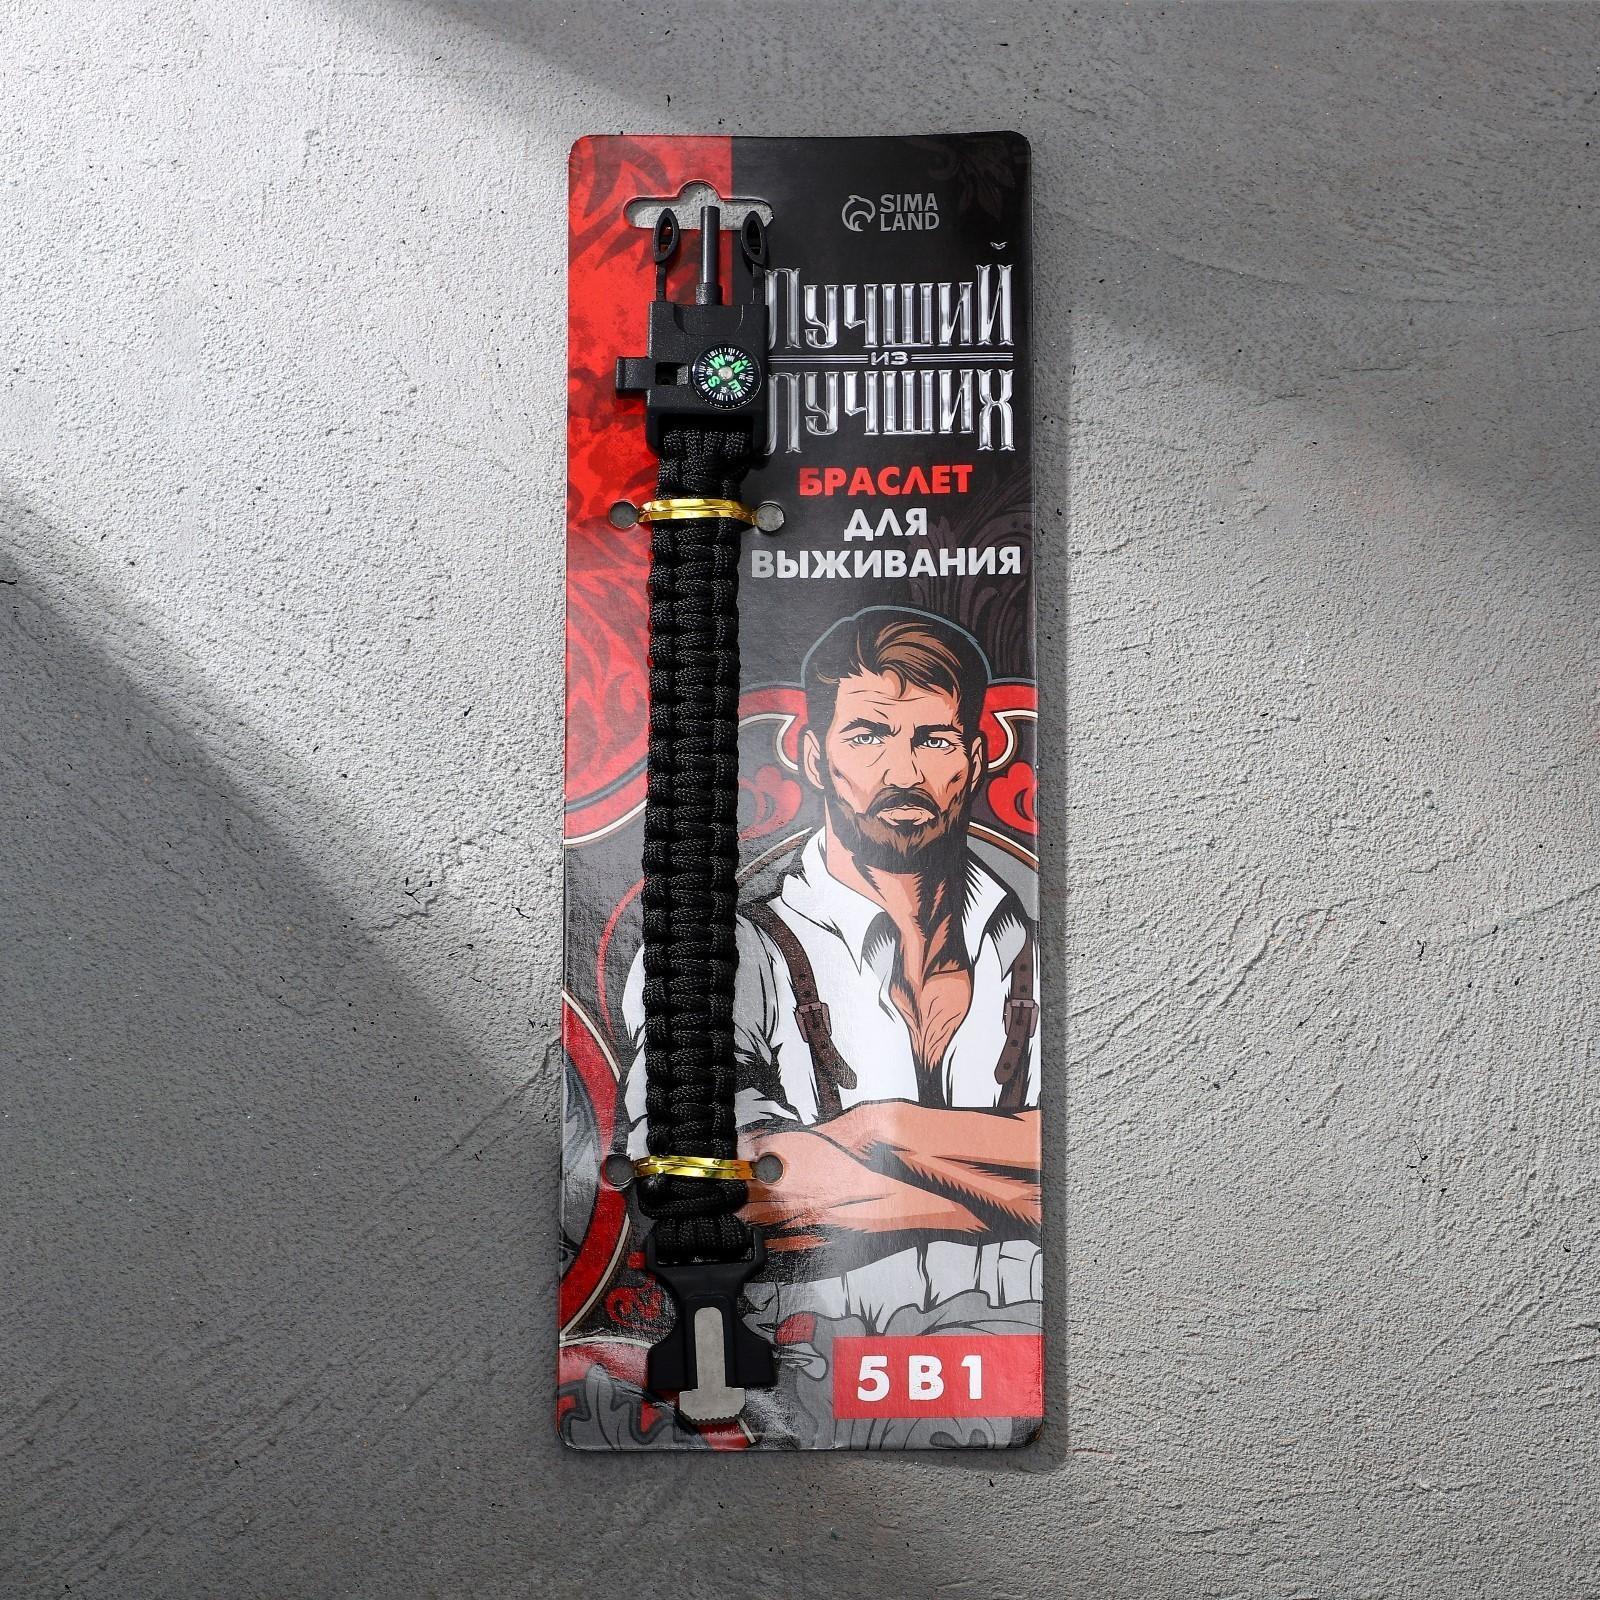 SIMA
LAND
Лучший
из
Лучших
БРАСЛЕТ
ДЛЯ
ВЫЖИВАНИЯ
5 В 1